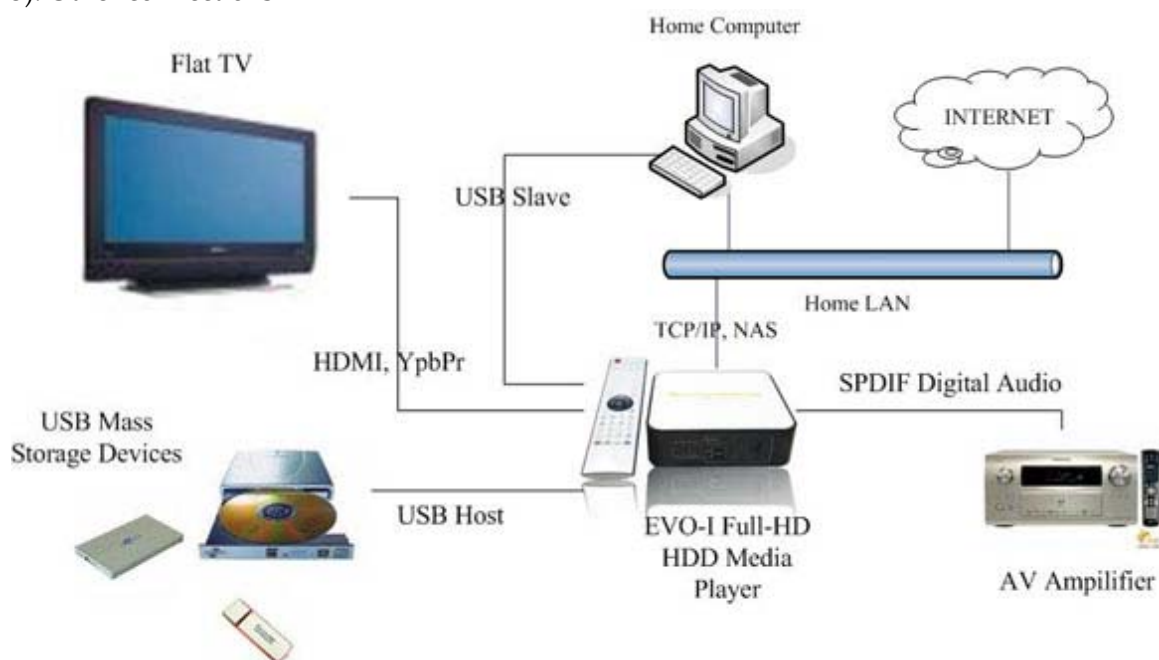 Home Computer
Flat TV
INTERNET
USB Slave
Home LAN
TCP/IP, NAS
HDMI, YpbPr
SPDIF Digital Audio
USB Mass
Storage Devices
USB Host
EVO-I Full-HD
HDD Media
Player
AV Ampilifier